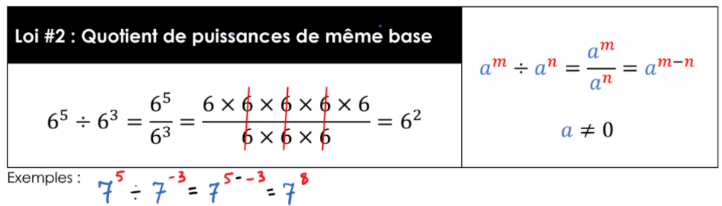 Loi #2 : Quotient de puissances de même base
6⁵ ÷ 6³ = 6⁵/6³ = (6 × 6 × 6 × 6 × 6)/(6 × 6 × 6) = 6²
aᵐ ÷ aⁿ = aᵐ/aⁿ = aᵐ⁻ⁿ
a ≠ 0
Exemples : 7⁵ ÷ 7⁻³ = 7⁵⁻⁻³ = 7⁸